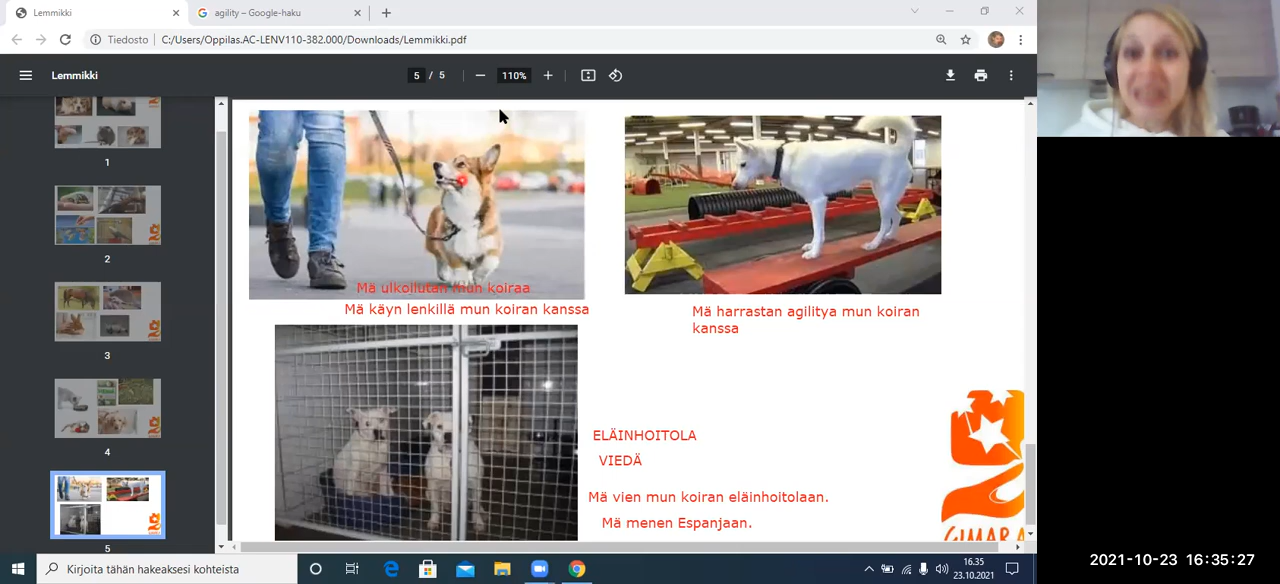 Lemmikki
agility – Google-haku
Tiedosto
C:/Users/Oppilas.AC-LENV110-382.000/Downloads/Lemmikki.pdf
Lemmikki
5 / 5
110%
1
2
3
4
5
Mä ulkoilutan mun koiraa
Mä käyn lenkillä mun koiran kanssa
Mä harrastan agilitya mun koiran
kanssa
ELÄINHOITOLA
VIEDÄ
Mä vien mun koiran eläinhoitolaan.
Mä menen Espanjaan.
Kirjoita tähän hakeaksesi kohteista
16.35
23.10.2021
2021-10-23 16:35:27